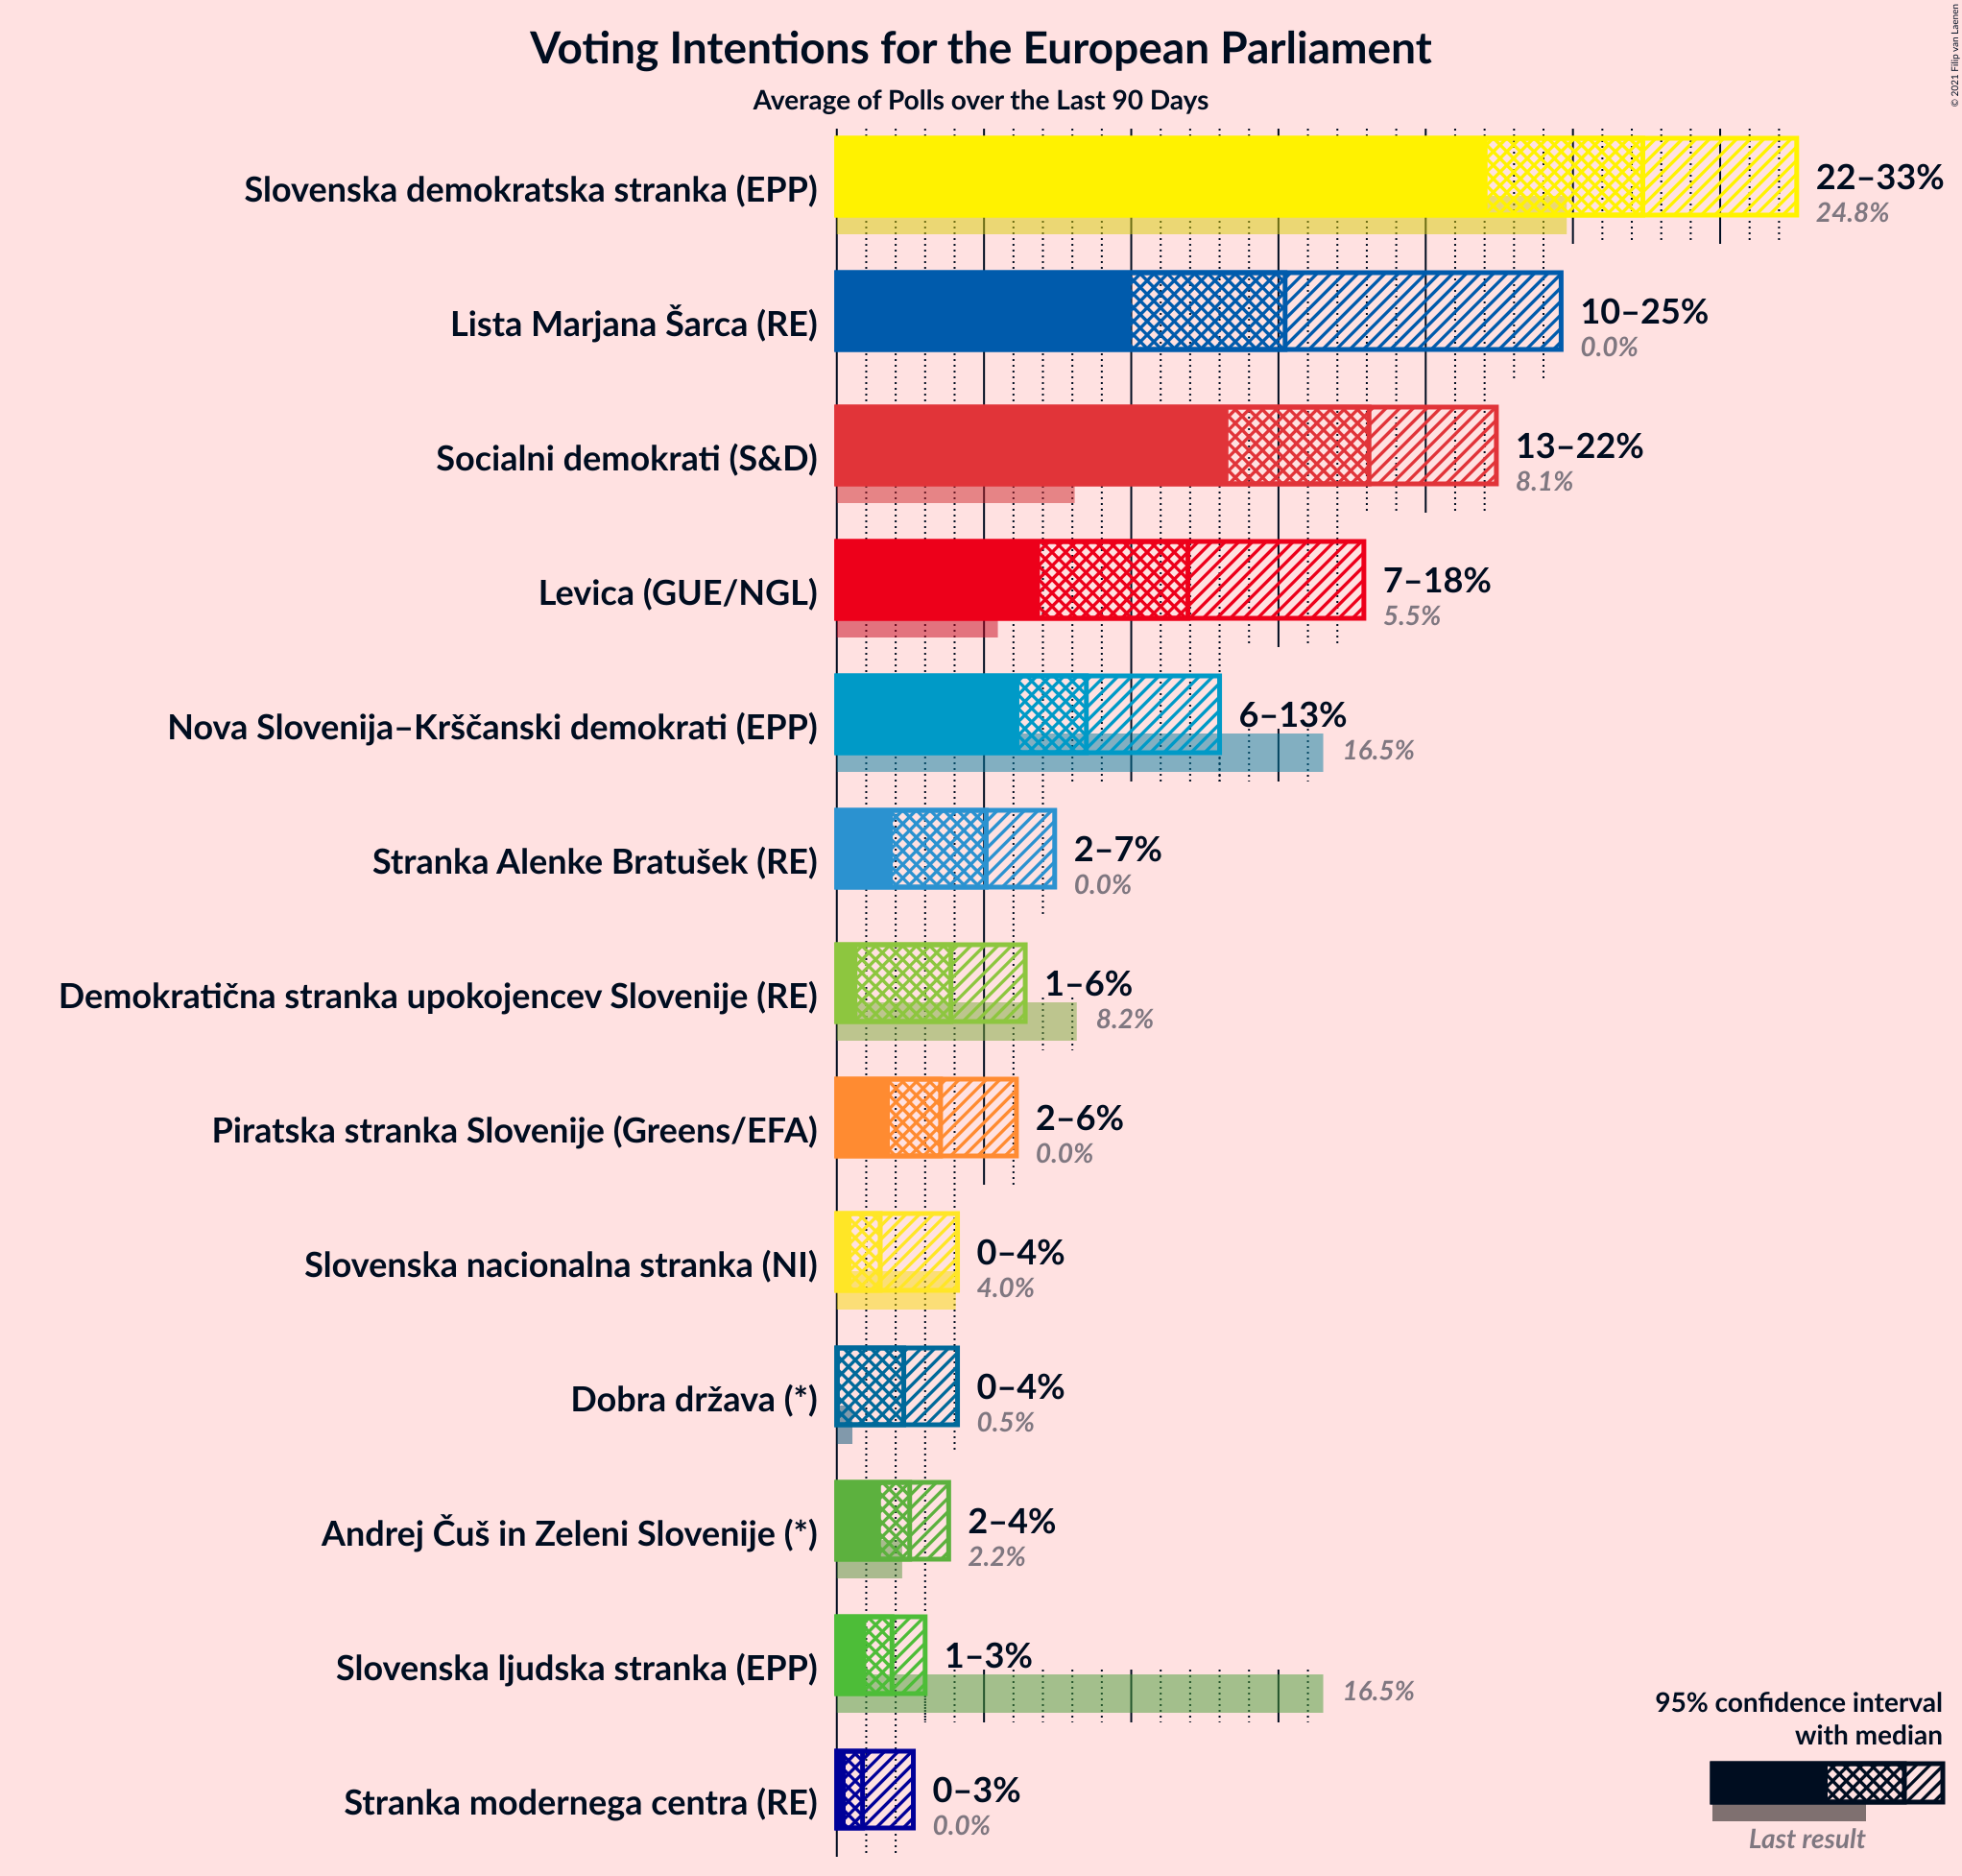 Voting Intentions for the European Parliament
Average of Polls over the Last 90 Days
© 2021 Filip van Laenen
Slovenska demokratska stranka (EPP)
22–33%
24.8%
Lista Marjana Šarca (RE)
10–25%
0.0%
Socialni demokrati (S&D)
13–22%
8.1%
Levica (GUE/NGL)
7–18%
5.5%
Nova Slovenija–Krščanski demokrati (EPP)
6–13%
16.5%
Stranka Alenke Bratušek (RE)
2–7%
0.0%
Demokratična stranka upokojencev Slovenije (RE)
1–6%
8.2%
Piratska stranka Slovenije (Greens/EFA)
2–6%
0.0%
Slovenska nacionalna stranka (NI)
0–4%
4.0%
Dobra država (*)
0–4%
0.5%
Andrej Čuš in Zeleni Slovenije (*)
2–4%
2.2%
Slovenska ljudska stranka (EPP)
1–3%
16.5%
Stranka modernega centra (RE)
0–3%
0.0%
95% confidence interval
with median
Last result